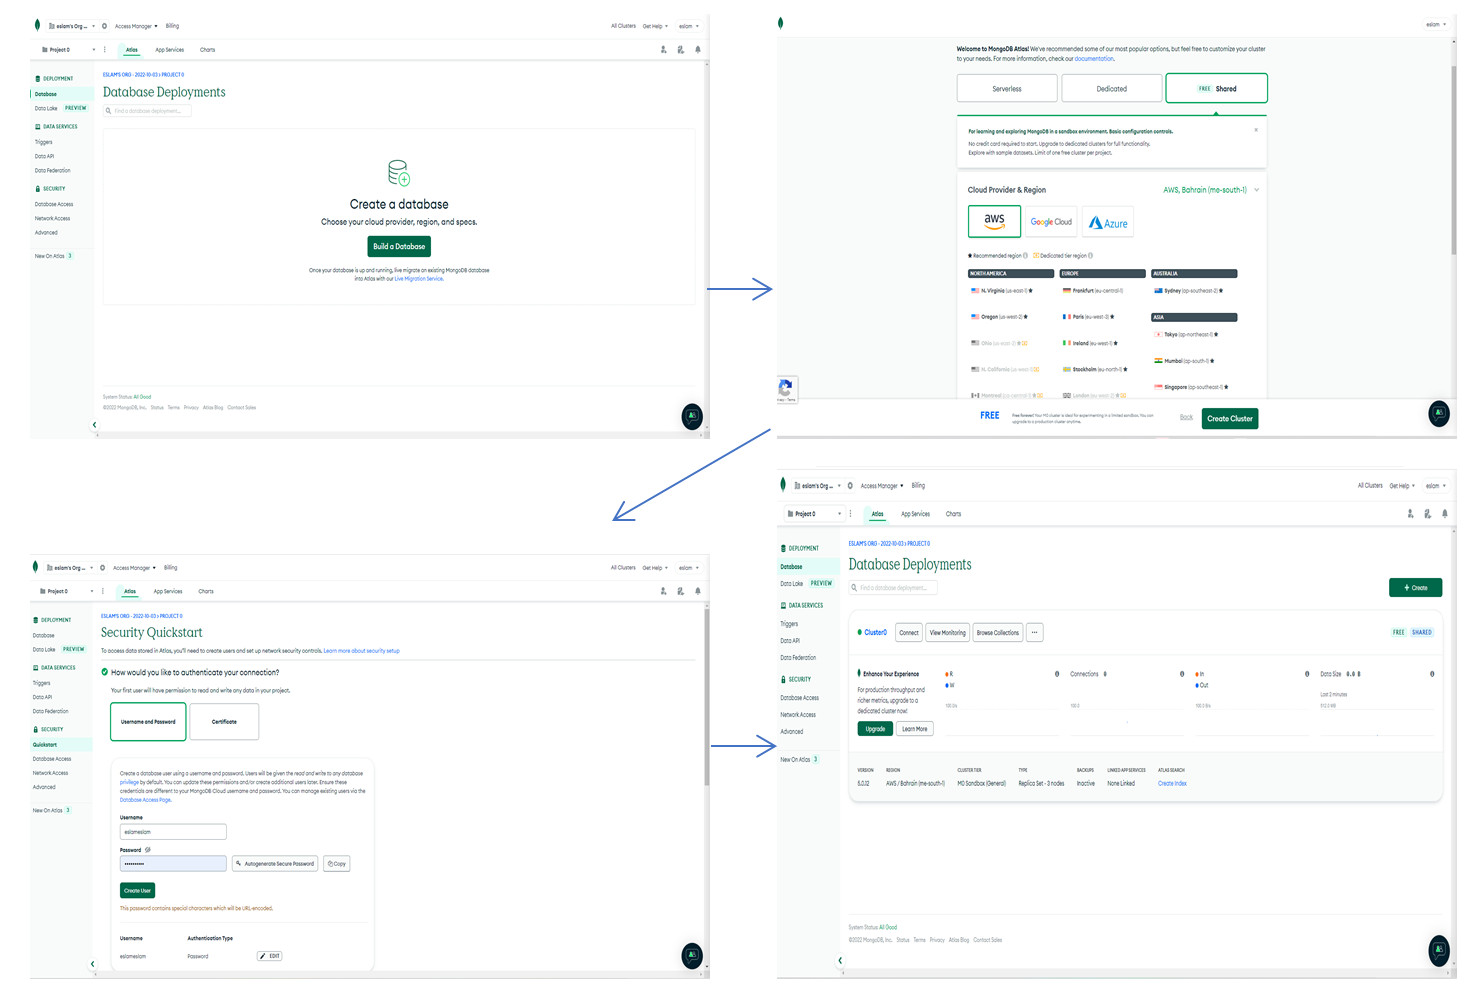 eslam's Org ...
Access Manager
Billing
All Clusters
Get Help
eslam
Project 0
Atlas
App Services
Charts
DEPLOYMENT
Database
Data Lake PREVIEW
DATA SERVICES
Triggers
Data API
Data Federation
SECURITY
Database Access
Network Access
Advanced
New On Atlas 3
ESLAM'S ORG - 2022-10-03 > PROJECT 0
Database Deployments
Find a database deployment...
Create a database
Choose your cloud provider, region, and specs.
Build a Database
Once your database is up and running, live migrate an existing MongoDB database
into Atlas with our Live Migration Service.
System Status: All Good
©2022 MongoDB, Inc. Status Terms Privacy Atlas Blog Contact Sales
eslam
Welcome to MongoDB Atlas! We've recommended some of our most popular options, but feel free to customize your cluster
to your needs. For more information, check our documentation.
Serverless
Dedicated
FREE Shared
For learning and exploring MongoDB in a sandbox environment. Basic configuration controls.
No credit card required to start. Upgrade to dedicated clusters for full functionality.
Explore with sample datasets. Limit of one free cluster per project.
Cloud Provider & Region
AWS, Bahrain (me-south-1)
aws
Google Cloud
Azure
Recommended region
Dedicated tier region
NORTH AMERICA
EUROPE
AUSTRALIA
N. Virginia (us-east-1)
Frankfurt (eu-central-1)
Sydney (ap-southeast-2)
Oregon (us-west-2)
Paris (eu-west-3)
ASIA
Tokyo (ap-northeast-1)
Ohio (us-east-2)
Ireland (eu-west-1)
Mumbai (ap-south-1)
N. California (us-west-1)
Stockholm (eu-north-1)
Singapore (ap-southeast-1)
Montreal (ca-central-1)
London (eu-west-2)
Privacy - Terms
FREE
Free forever! Your M0 cluster is ideal for experimenting in a limited sandbox. You can
upgrade to a production cluster anytime.
Back
Create Cluster
eslam's Org ...
Access Manager
Billing
All Clusters
Get Help
eslam
Project 0
Atlas
App Services
Charts
DEPLOYMENT
Database
Data Lake PREVIEW
DATA SERVICES
Triggers
Data API
Data Federation
SECURITY
Quickstart
Database Access
Network Access
Advanced
New On Atlas 3
ESLAM'S ORG - 2022-10-03 > PROJECT 0
Security Quickstart
To access data stored in Atlas, you'll need to create users and set up network security controls. Learn more about security setup
How would you like to authenticate your connection?
Your first user will have permission to read and write any data in your project.
Username and Password
Certificate
Create a database user using a username and password. Users will be given the read and write to any database
privilege by default. You can update these permissions and/or create additional users later. Ensure these
credentials are different to your MongoDB Cloud username and password. You can manage existing users via the
Database Access Page.
Username
eslameslam
Password
Autogenerate Secure Password
Copy
Create User
This password contains special characters which will be URL-encoded.
Username
Authentication Type
eslameslam
Password
EDIT
eslam's Org ...
Access Manager
Billing
All Clusters
Get Help
eslam
Project 0
Atlas
App Services
Charts
DEPLOYMENT
Database
Data Lake PREVIEW
DATA SERVICES
Triggers
Data API
Data Federation
SECURITY
Database Access
Network Access
Advanced
New On Atlas 3
ESLAM'S ORG - 2022-10-03 > PROJECT 0
Database Deployments
Find a database deployment...
+ Create
Cluster0
Connect
View Monitoring
Browse Collections
...
FREE SHARED
Enhance Your Experience
For production throughput and
richer metrics, upgrade to a
dedicated cluster now!
Upgrade
Learn More
R
W
100.0/s
Connections 0
100.0
In
Out
100.0 B/s
Data Size 0.0 B
Last 2 minutes
512.0 MB
VERSION
REGION
CLUSTER TIER
TYPE
BACKUPS
LINKED APP SERVICES
ATLAS SEARCH
5.0.12
AWS / Bahrain (me-south-1)
M0 Sandbox (General)
Replica Set - 3 nodes
Inactive
None Linked
Create Index
System Status: All Good
©2022 MongoDB, Inc. Status Terms Privacy Atlas Blog Contact Sales